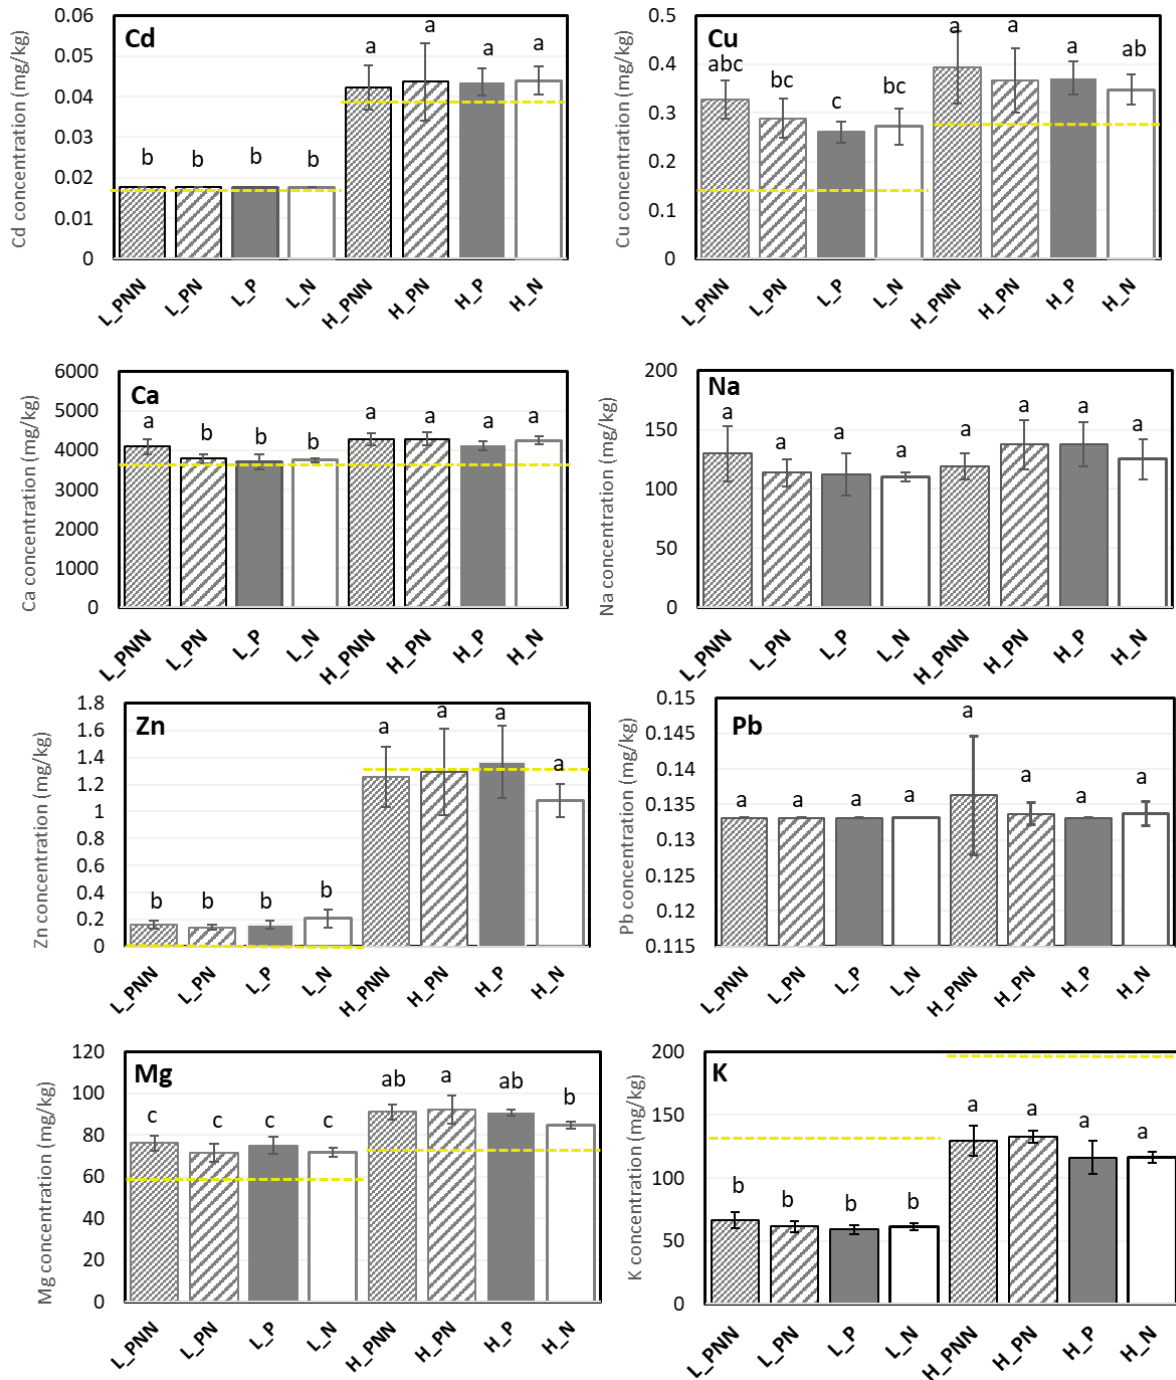 Cd
Cd concentration (mg/kg)
0.06
0.05
0.04
0.03
0.02
0.01
0
b b b b a a a a
L_PNN L_PN L_P L_N H_PNN H_PN H_P H_N
Cu
Cu concentration (mg/kg)
0.5
0.4
0.3
0.2
0.1
0
abc bc c bc a a a ab
L_PNN L_PN L_P L_N H_PNN H_PN H_P H_N
Ca
Ca concentration (mg/kg)
6000
5000
4000
3000
2000
1000
0
a b b b a a a a
L_PNN L_PN L_P L_N H_PNN H_PN H_P H_N
Na
Na concentration (mg/kg)
200
150
100
50
0
a a a a a a a a
L_PNN L_PN L_P L_N H_PNN H_PN H_P H_N
Zn
Zn concentration (mg/kg)
1.8
1.6
1.4
1.2
1
0.8
0.6
0.4
0.2
0
b b b b a a a a
L_PNN L_PN L_P L_N H_PNN H_PN H_P H_N
Pb
Pb concentration (mg/kg)
0.15
0.145
0.14
0.135
0.13
0.125
0.12
0.115
a a a a a a a a
L_PNN L_PN L_P L_N H_PNN H_PN H_P H_N
Mg
Mg concentration (mg/kg)
120
100
80
60
40
20
0
c c c c ab a ab b
L_PNN L_PN L_P L_N H_PNN H_PN H_P H_N
K
K concentration (mg/kg)
200
150
100
50
0
b b b b a a a a
L_PNN L_PN L_P L_N H_PNN H_PN H_P H_N